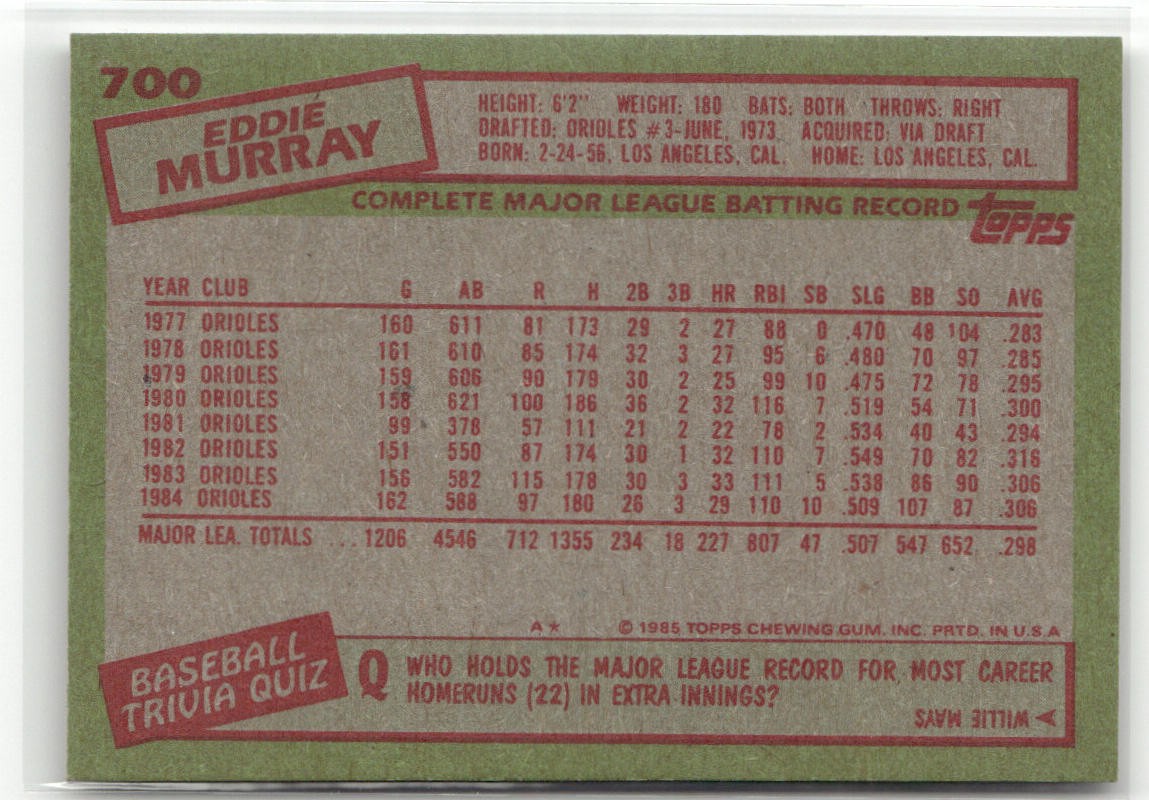 700
EDDIE
MURRAY
HEIGHT: 6'2" WEIGHT: 180 BATS: BOTH THROWS: RIGHT
DRAFTED: ORIOLES #3-JUNE, 1973 ACQUIRED: VIA DRAFT
BORN: 2-24-56, LOS ANGELES, CAL. HOME: LOS ANGELES, CAL.
COMPLETE MAJOR LEAGUE BATTING RECORD
topps
YEAR CLUB G AB R H 2B 3B HR RBI SB SLG BB SO AVG
1977 ORIOLES 160 611 81 173 29 2 27 88 0 .470 48 104 .283
1978 ORIOLES 161 610 85 174 32 3 27 95 6 .480 70 97 .285
1979 ORIOLES 159 606 90 179 30 2 25 99 10 .475 72 78 .295
1980 ORIOLES 158 621 100 186 36 2 32 116 7 .519 54 71 .300
1981 ORIOLES 99 378 57 111 21 2 22 78 2 .534 40 43 .294
1982 ORIOLES 151 550 87 174 30 1 32 110 7 .549 70 82 .316
1983 ORIOLES 156 582 115 178 30 3 33 111 5 .538 86 90 .306
1984 ORIOLES 162 588 97 180 26 3 29 110 10 .509 107 87 .306
MAJOR LEA. TOTALS ... 1206 4546 712 1355 234 18 227 807 47 .507 547 652 .298
A* © 1985 TOPPS CHEWING GUM. INC. PRTD. IN U.S.A
BASEBALL
TRIVIA QUIZ
Q WHO HOLDS THE MAJOR LEAGUE RECORD FOR MOST CAREER
HOMERUNS (22) IN EXTRA INNINGS?
A WILLIE MAYS